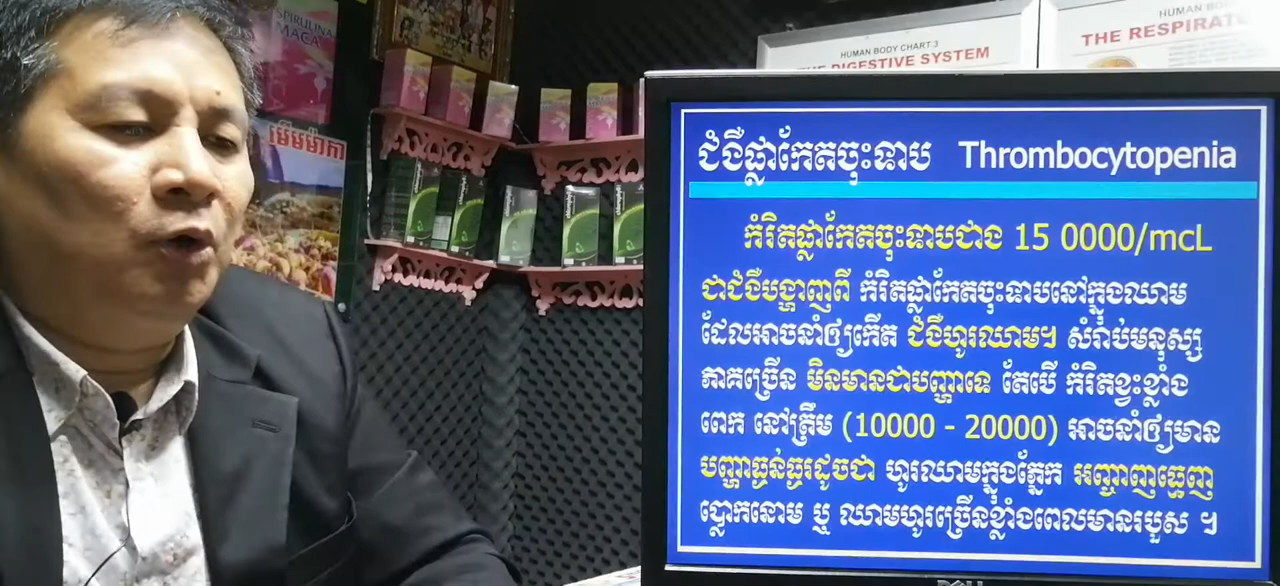 SPIRULINA
MACA
មើមម៉ាកា
HUMAN BODY CHART:3
THE DIGESTIVE SYSTEM
HUMAN BODY
THE RESPIRATO
ជំងឺផ្លាកែតចុះទាប Thrombocytopenia
កំរិតផ្លាកែតចុះទាបជាង 15 0000/mcL
ជាជំងឺបង្ហាញពី កំរិតផ្លាកែតចុះទាបនៅក្នុងឈាម
ដែលអាចនាំឲ្យកើត ជំងឺហូរឈាម។ សំរាប់មនុស្ស
ភាគច្រើន មិនមានជាបញ្ហាទេ តែបើ កំរិតខ្វះខ្លាំង
ពេក នៅត្រឹម (10000 - 20000) អាចនាំឲ្យមាន
បញ្ហាធ្ងន់ធ្ងរដូចជា ហូរឈាមក្នុងភ្នែក អញ្ចាញធ្មេញ
ប្លោកនោម ឬ ឈាមហូរច្រើនខ្លាំងពេលមានរបួស ។